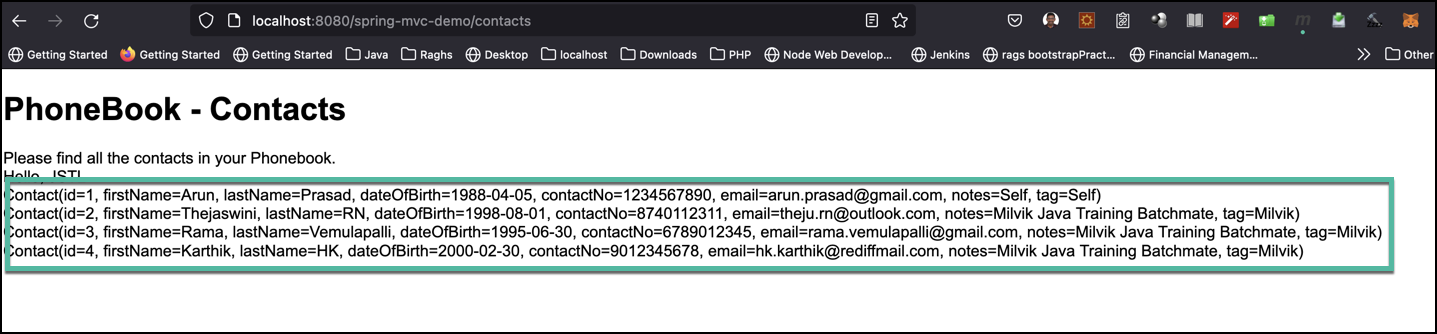 localhost:8080/spring-mvc-demo/contacts
Getting Started Getting Started Getting Started Java Raghs Desktop localhost Downloads PHP Node Web Develop... Jenkins rags bootstrapPract... Financial Managem... Other
PhoneBook - Contacts
Please find all the contacts in your Phonebook.
Hello, JSTL
Contact(id=1, firstName=Arun, lastName=Prasad, dateOfBirth=1988-04-05, contactNo=1234567890, email=arun.prasad@gmail.com, notes=Self, tag=Self)
Contact(id=2, firstName=Thejaswini, lastName=RN, dateOfBirth=1998-08-01, contactNo=8740112311, email=theju.rn@outlook.com, notes=Milvik Java Training Batchmate, tag=Milvik)
Contact(id=3, firstName=Rama, lastName=Vemulapalli, dateOfBirth=1995-06-30, contactNo=6789012345, email=rama.vemulapalli@gmail.com, notes=Milvik Java Training Batchmate, tag=Milvik)
Contact(id=4, firstName=Karthik, lastName=HK, dateOfBirth=2000-02-30, contactNo=9012345678, email=hk.karthik@rediffmail.com, notes=Milvik Java Training Batchmate, tag=Milvik)